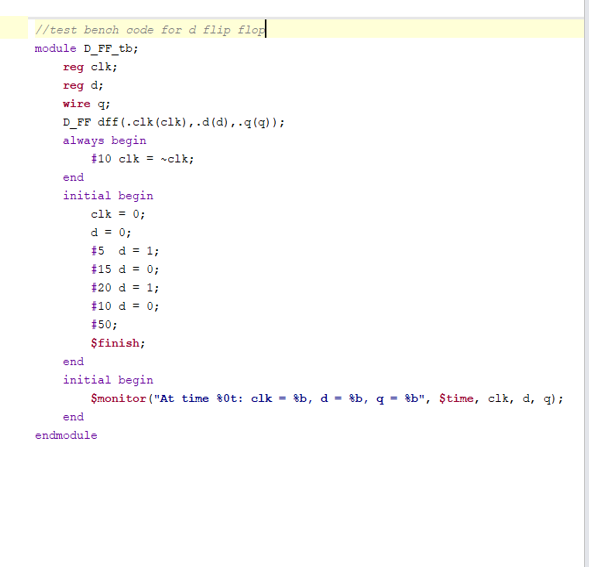 //test bench code for d flip flop
module D_FF_tb;
reg clk;
reg d;
wire q;
D_FF dff(.clk(clk),.d(d),.q(q));
always begin
#10 clk = ~clk;
end
initial begin
clk = 0;
d = 0;
#5  d = 1;
#15 d = 0;
#20 d = 1;
#10 d = 0;
#50;
$finish;
end
initial begin
$monitor("At time %0t: clk = %b, d = %b, q = %b", $time, clk, d, q);
end
endmodule